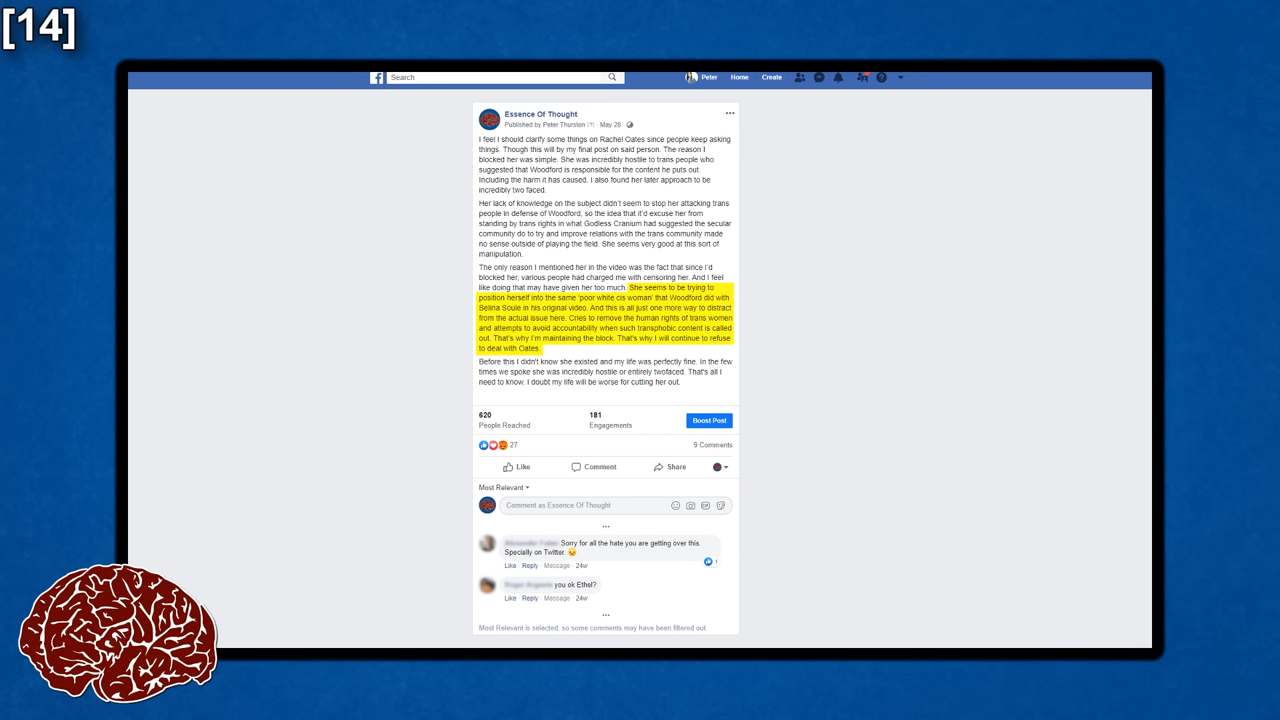 [14]
Search
Peter Home Create
Essence Of Thought
Published by Peter Thurston [?] · May 28 ·
I feel I should clarify some things on Rachel Oates since people keep asking
things. Though this will by my final post on said person. The reason I
blocked her was simple. She was incredibly hostile to trans people who
suggested that Woodford is responsible for the content he puts out.
Including the harm it has caused. I also found her later approach to be
incredibly two faced.
Her lack of knowledge on the subject didn't seem to stop her attacking trans
people in defense of Woodford, so the idea that it'd excuse her from
standing by trans rights in what Godless Cranium had suggested the secular
community do to try and improve relations with the trans community made
no sense outside of playing the field. She seems very good at this sort of
manipulation.
The only reason I mentioned her in the video was the fact that since I'd
blocked her, various people had charged me with censoring her. And I feel
like doing that may have given her too much. She seems to be trying to
position herself into the same 'poor white cis woman' that Woodford did with
Selina Soule in his original video. And this is all just one more way to distract
from the actual issue here. Cries to remove the human rights of trans women
and attempts to avoid accountability when such transphobic content is called
out. That's why I'm maintaining the block. That's why I will continue to refuse
to deal with Oates.
Before this I didn't know she existed and my life was perfectly fine. In the few
times we spoke she was incredibly hostile or entirely twofaced. That's all I
need to know. I doubt my life will be worse for cutting her out.
620 181 Boost Post
People Reached Engagements
27 9 Comments
Like Comment Share
Most Relevant
Comment as Essence Of Thought
...
Sorry for all the hate you are getting over this.
Specially on Twitter.
1
Like · Reply · Message · 24w
you ok Ethel?
Like · Reply · Message · 24w
...
Most Relevant is selected, so some comments may have been filtered out.